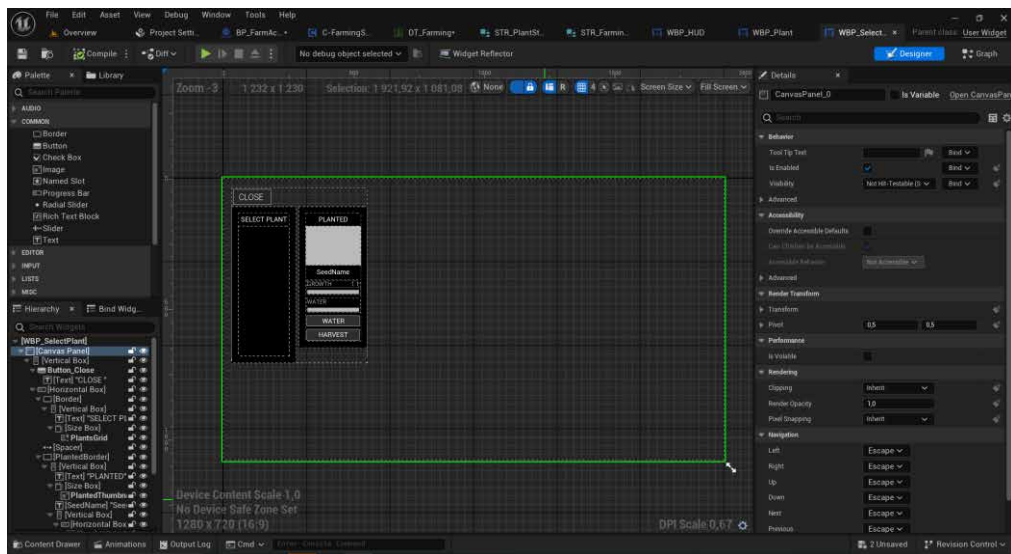 File Edit Asset View Debug Window Tools Help
Overview Project Setti.. BP_FarmAc.. • C-FarmingS.. DT_Farming• STR_PlantSt.. STR_Farmin.. WBP_HUD WBP_Plant WBP_Select.. × Parent class: User Widget
Compile Diff No debug object selected Widget Reflector Designer Graph
Palette × Library
Search Palette
AUDIO
COMMON
Border
Button
Check Box
Image
Named Slot
Progress Bar
Radial Slider
Rich Text Block
Slider
Text
EDITOR
INPUT
LISTS
MISC
Hierarchy × Bind Widg..
Search Widgets
[WBP_SelectPlant]
[Canvas Panel]
[Vertical Box]
Button_Close
[Text] "CLOSE "
[Horizontal Box]
[Border]
[Vertical Box]
[Text] "SELECT PL
[Size Box]
PlantsGrid
[Spacer]
[PlantedBorder]
[Vertical Box]
[Text] "PLANTED"
[Size Box]
PlantedThumbn
[SeedName] "See
[Vertical Box]
[Horizontal Box
Zoom -3 1 232 x 1 230 Selection: 1 921,92 x 1 081,08 None R 4 Screen Size Fill Screen
CLOSE
SELECT PLANT
PLANTED
SeedName
GROWTH
WATER
WATER
HARVEST
Device Content Scale 1,0
No Device Safe Zone Set
1280 x 720 (16:9) DPI Scale 0,67
Details ×
CanvasPanel_0 Is Variable Open CanvasPan
Search
Behavior
Tool Tip Text Bind
Is Enabled Bind
Visibility Not Hit-Testable (S Bind
Advanced
Accessibility
Override Accessible Defaults
Can Children be Accessible
Accessible Behavior Not Accessible
Advanced
Render Transform
Transform
Pivot 0,5 0,5
Performance
Is Volatile
Rendering
Clipping Inherit
Render Opacity 1,0
Pixel Snapping Inherit
Navigation
Left Escape
Right Escape
Up Escape
Down Escape
Next Escape
Previous Escape
Content Drawer Animations Output Log Cmd Enter Console Command 2 Unsaved Revision Control